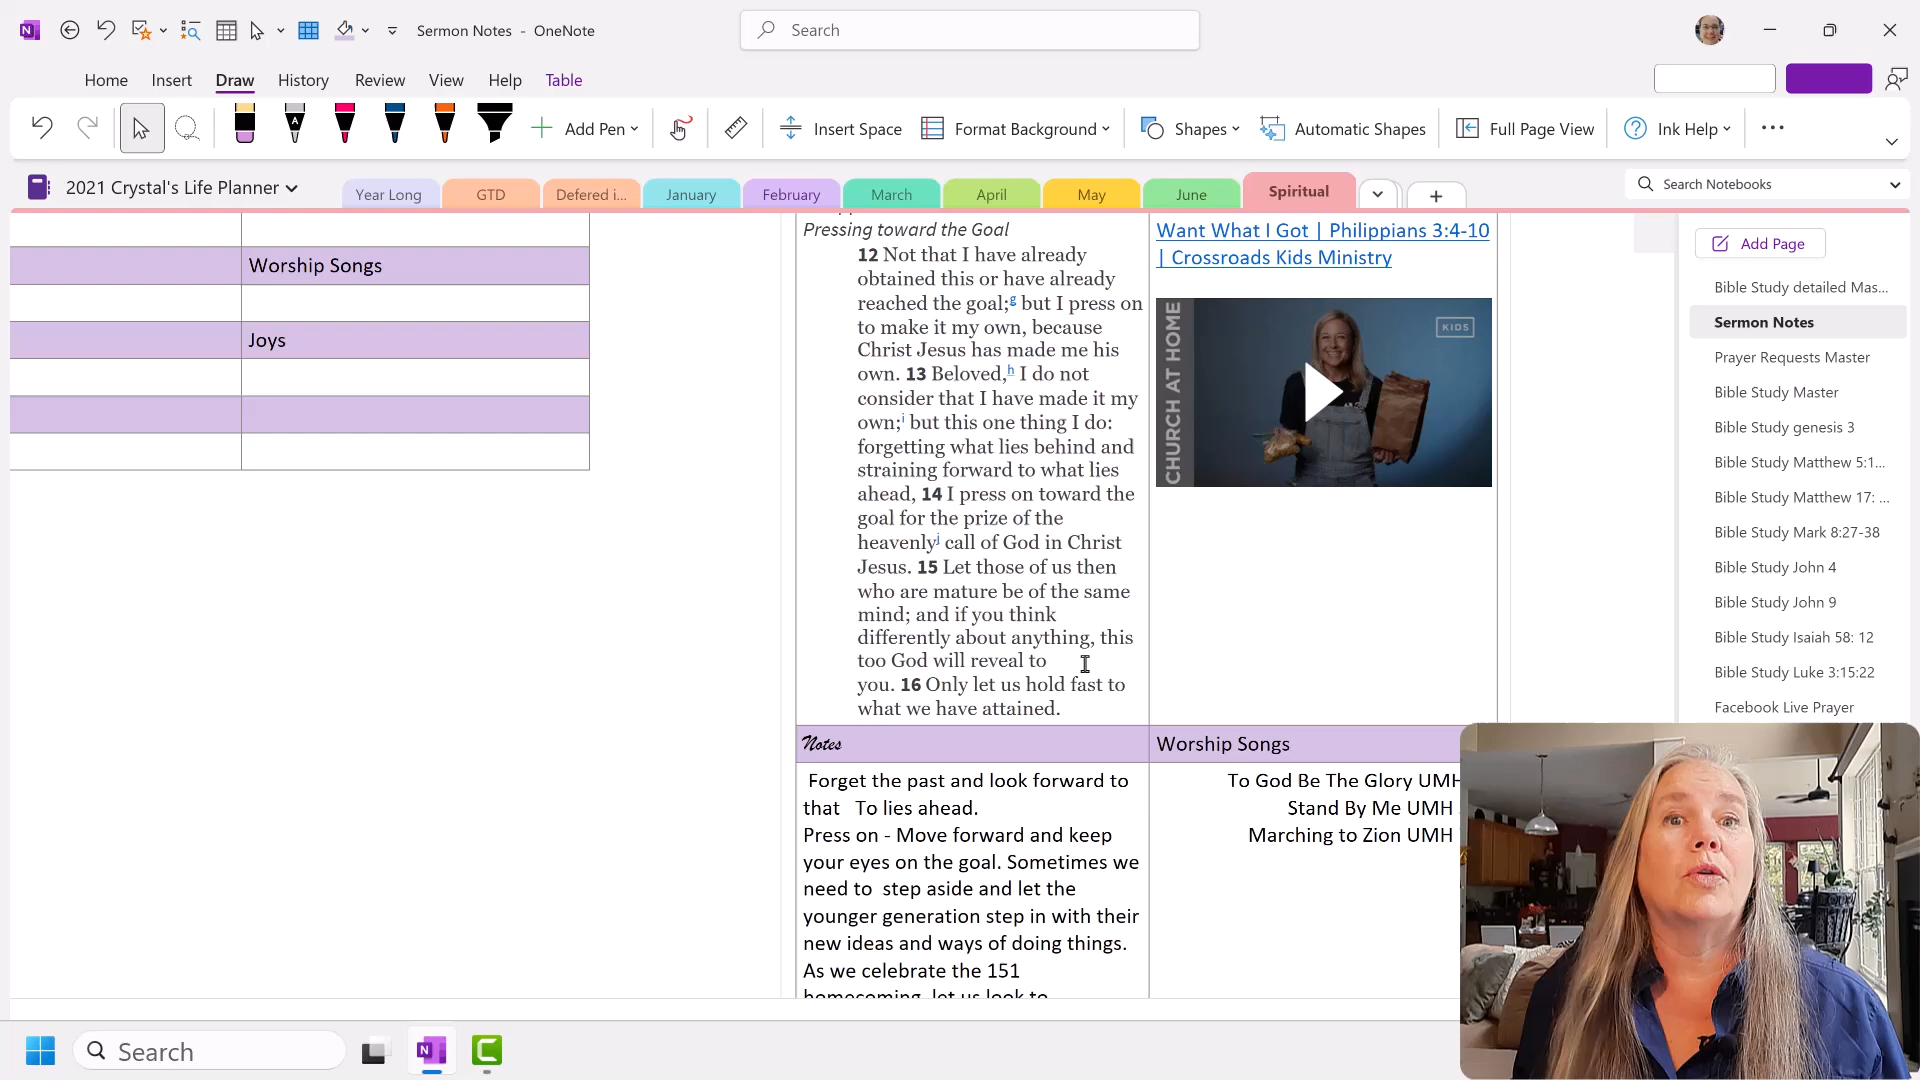 Sermon Notes - OneNote
Search
Home Insert Draw History Review View Help Table
A
Add Pen
Insert Space
Format Background
Shapes
Automatic Shapes
Full Page View
Ink Help
2021 Crystal's Life Planner
Year Long
GTD
Defered i...
January
February
March
April
May
June
Spiritual
Search Notebooks
Worship Songs
Joys
Pressing toward the Goal
12 Not that I have already
obtained this or have already
reached the goal;g but I press on
to make it my own, because
Christ Jesus has made me his
own. 13 Beloved,h I do not
consider that I have made it my
own;i but this one thing I do:
forgetting what lies behind and
straining forward to what lies
ahead, 14 I press on toward the
goal for the prize of the
heavenlyj call of God in Christ
Jesus. 15 Let those of us then
who are mature be of the same
mind; and if you think
differently about anything, this
too God will reveal to
you. 16 Only let us hold fast to
what we have attained.
Want What I Got | Philippians 3:4-10
| Crossroads Kids Ministry
CHURCH AT HOME
KIDS
Notes
Forget the past and look forward to
that To lies ahead.
Press on - Move forward and keep
your eyes on the goal. Sometimes we
need to step aside and let the
younger generation step in with their
new ideas and ways of doing things.
As we celebrate the 151
homecoming, let us look to
Worship Songs
To God Be The Glory UMH
Stand By Me UMH
Marching to Zion UMH
Add Page
Bible Study detailed Mas...
Sermon Notes
Prayer Requests Master
Bible Study Master
Bible Study genesis 3
Bible Study Matthew 5:1...
Bible Study Matthew 17: ...
Bible Study Mark 8:27-38
Bible Study John 4
Bible Study John 9
Bible Study Isaiah 58: 12
Bible Study Luke 3:15:22
Facebook Live Prayer
Search